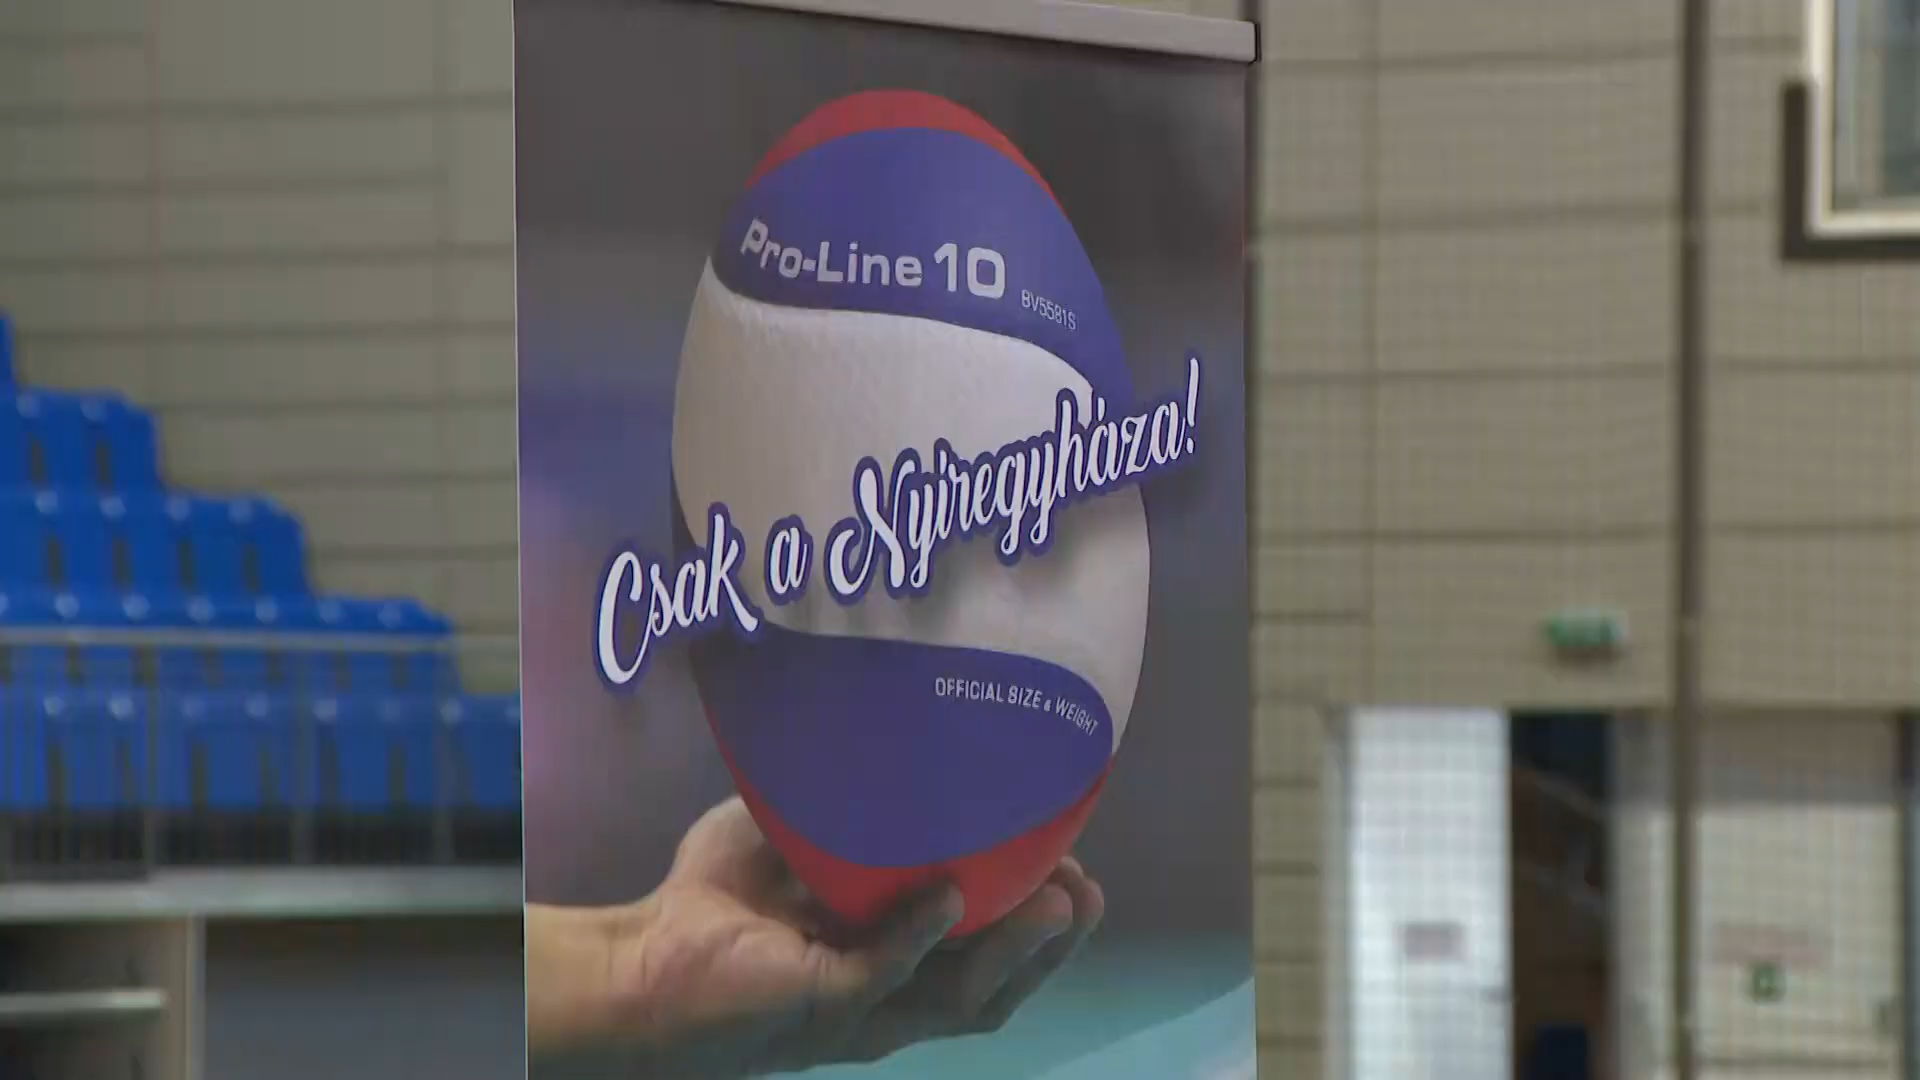 Pro-Line 10
BV5581S
Csak a Nyíregyháza!
OFFICIAL SIZE & WEIGHT